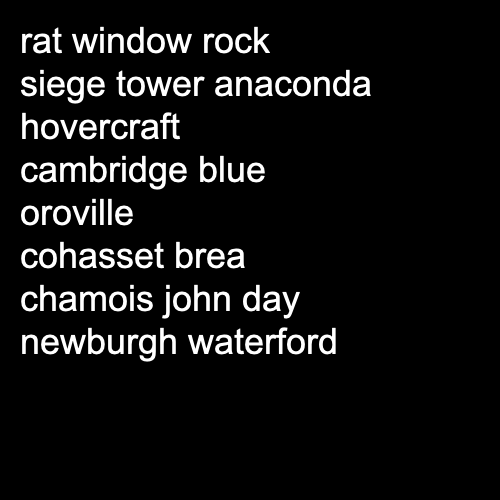 rat window rock
siege tower anaconda
hovercraft
cambridge blue
oroville
cohasset brea
chamois john day
newburgh waterford